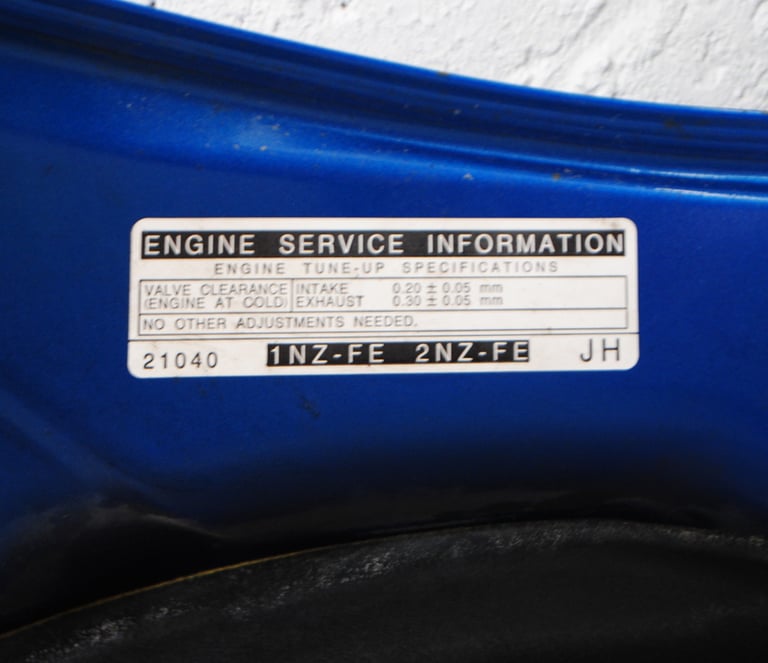 ENGINE SERVICE INFORMATION
ENGINE TUNE-UP SPECIFICATIONS
VALVE CLEARANCE INTAKE 0.20 ± 0.05 mm
(ENGINE AT COLD) EXHAUST 0.30 ± 0.05 mm
NO OTHER ADJUSTMENTS NEEDED.
21040 1NZ-FE 2NZ-FE JH